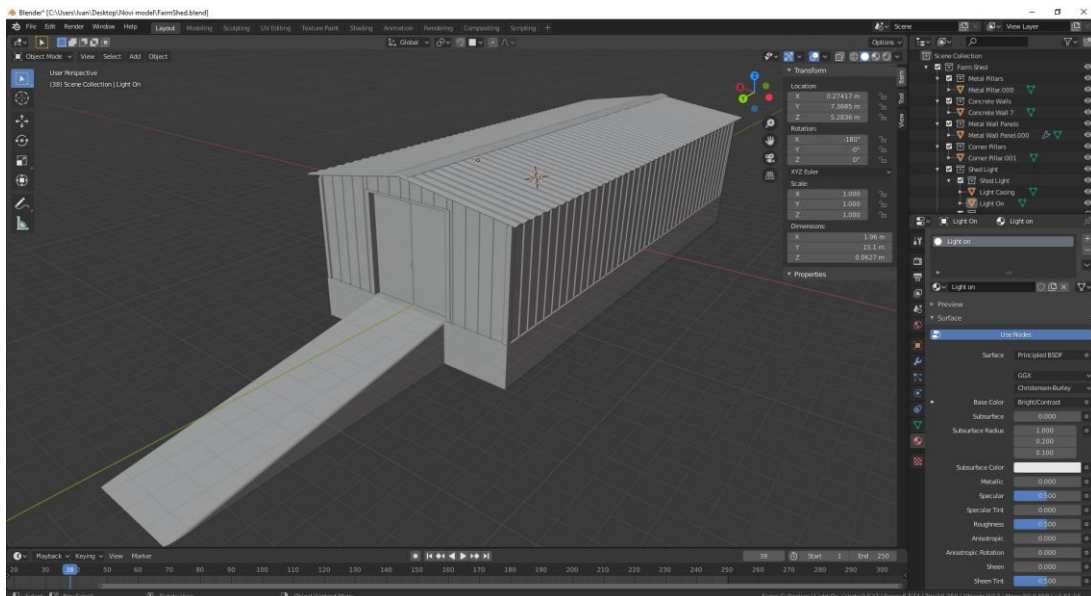 Blender* [C:\Users\Ivan\Desktop\Novi model\FarmShed.blend]
File Edit Render Window Help Layout Modeling Sculpting UV Editing Texture Paint Shading Animation Rendering Compositing Scripting + Scene View Layer
Global Options
Object Mode View Select Add Object
User Perspective
(38) Scene Collection | Light On
Transform
Location:
X 0.27417 m
Y 7.3685 m
Z 5.2836 m
Rotation:
X -180°
Y -0°
Z 0°
XYZ Euler
Scale:
X 1.000
Y 1.000
Z 1.000
Dimensions:
X 1.96 m
Y 15.1 m
Z 0.0627 m
Properties
Item
Tool
View
X
Y
Z
Scene Collection
Farm Shed
Metal Pillars
Metal Pillar.000
Concrete Walls
Concrete Wall 7
Metal Wall Panels
Metal Wall Panel.000
Corner Pillars
Corner Pillar.001
Shed Light
Shed Light
Light Casing
Light On
Light On Light on
Light on
Light on
Preview
Surface
Use Nodes
Surface Principled BSDF
GGX
Christensen-Burley
Base Color Bright/Contrast
Subsurface 0.000
Subsurface Radius 1.000
0.200
0.100
Subsurface Color
Metallic 0.000
Specular 0.500
Specular Tint 0.000
Roughness 0.500
Anisotropic 0.000
Anisotropic Rotation 0.000
Sheen 0.000
Sheen Tint 0.500
Playback Keying View Marker 38 Start 1 End 250
20 30 38 50 60 70 80 90 100 110 120 130 140 150 160 170 180 190 200 210 220 230 240 250 260 270 280 290 300